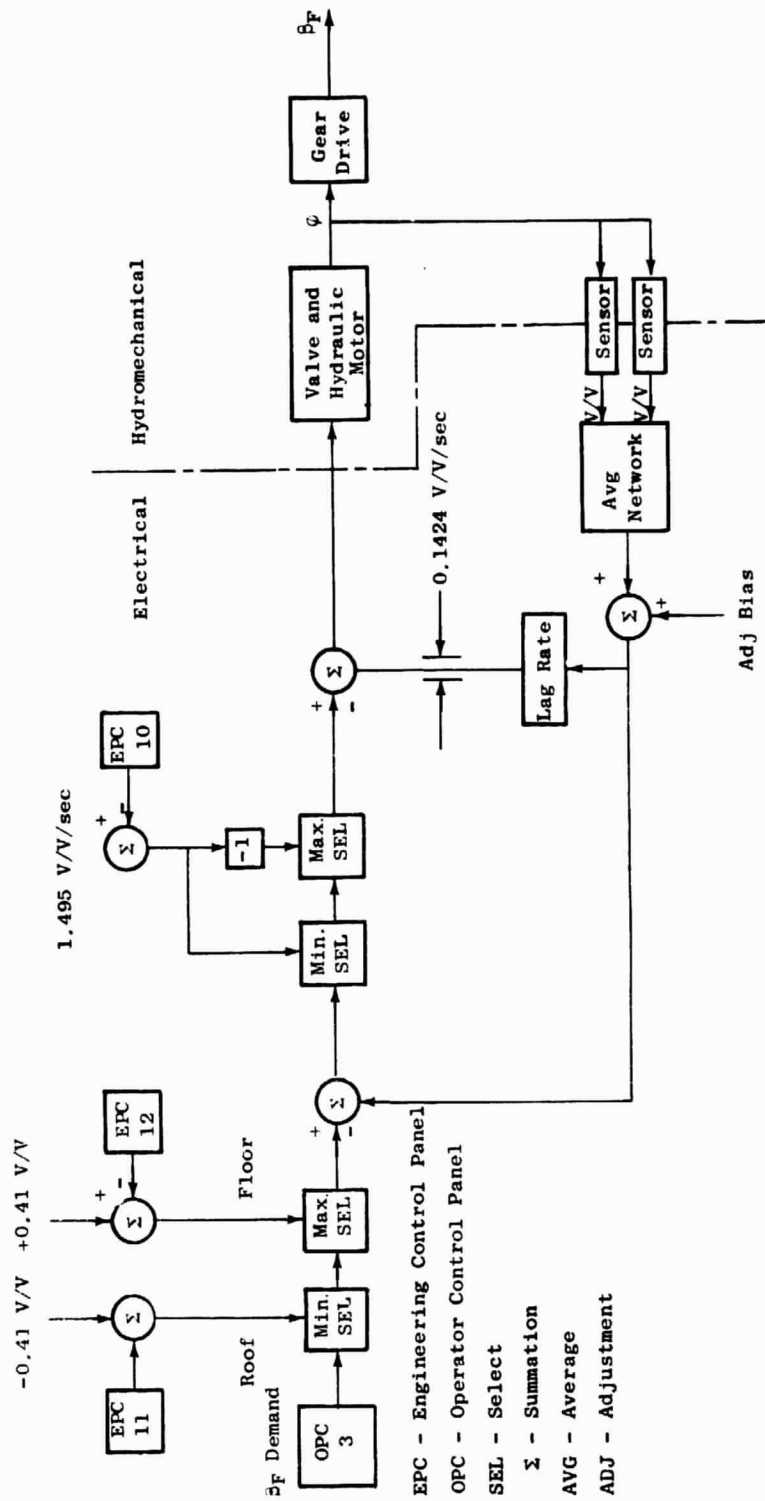 -0.41 V/V
+0.41 V/V
EPC
11
Σ
Σ
+
-
EPC
12
Roof
Floor
βF Demand
OPC
3
Min.
SEL
Max.
SEL
+
-
Σ
1.495 V/V/sec
Σ
+
-
EPC
10
-1
Min.
SEL
Max.
SEL
+
-
Σ
Electrical
Hydromechanical
Valve and
Hydraulic
Motor
φ
Gear
Drive
βF
0.1424 V/V/sec
Lag Rate
Σ
+
+
Adj Bias
Avg
Network
V/V
V/V
Sensor
Sensor
EPC - Engineering Control Panel
OPC - Operator Control Panel
SEL - Select
Σ - Summation
AVG - Average
ADJ - Adjustment